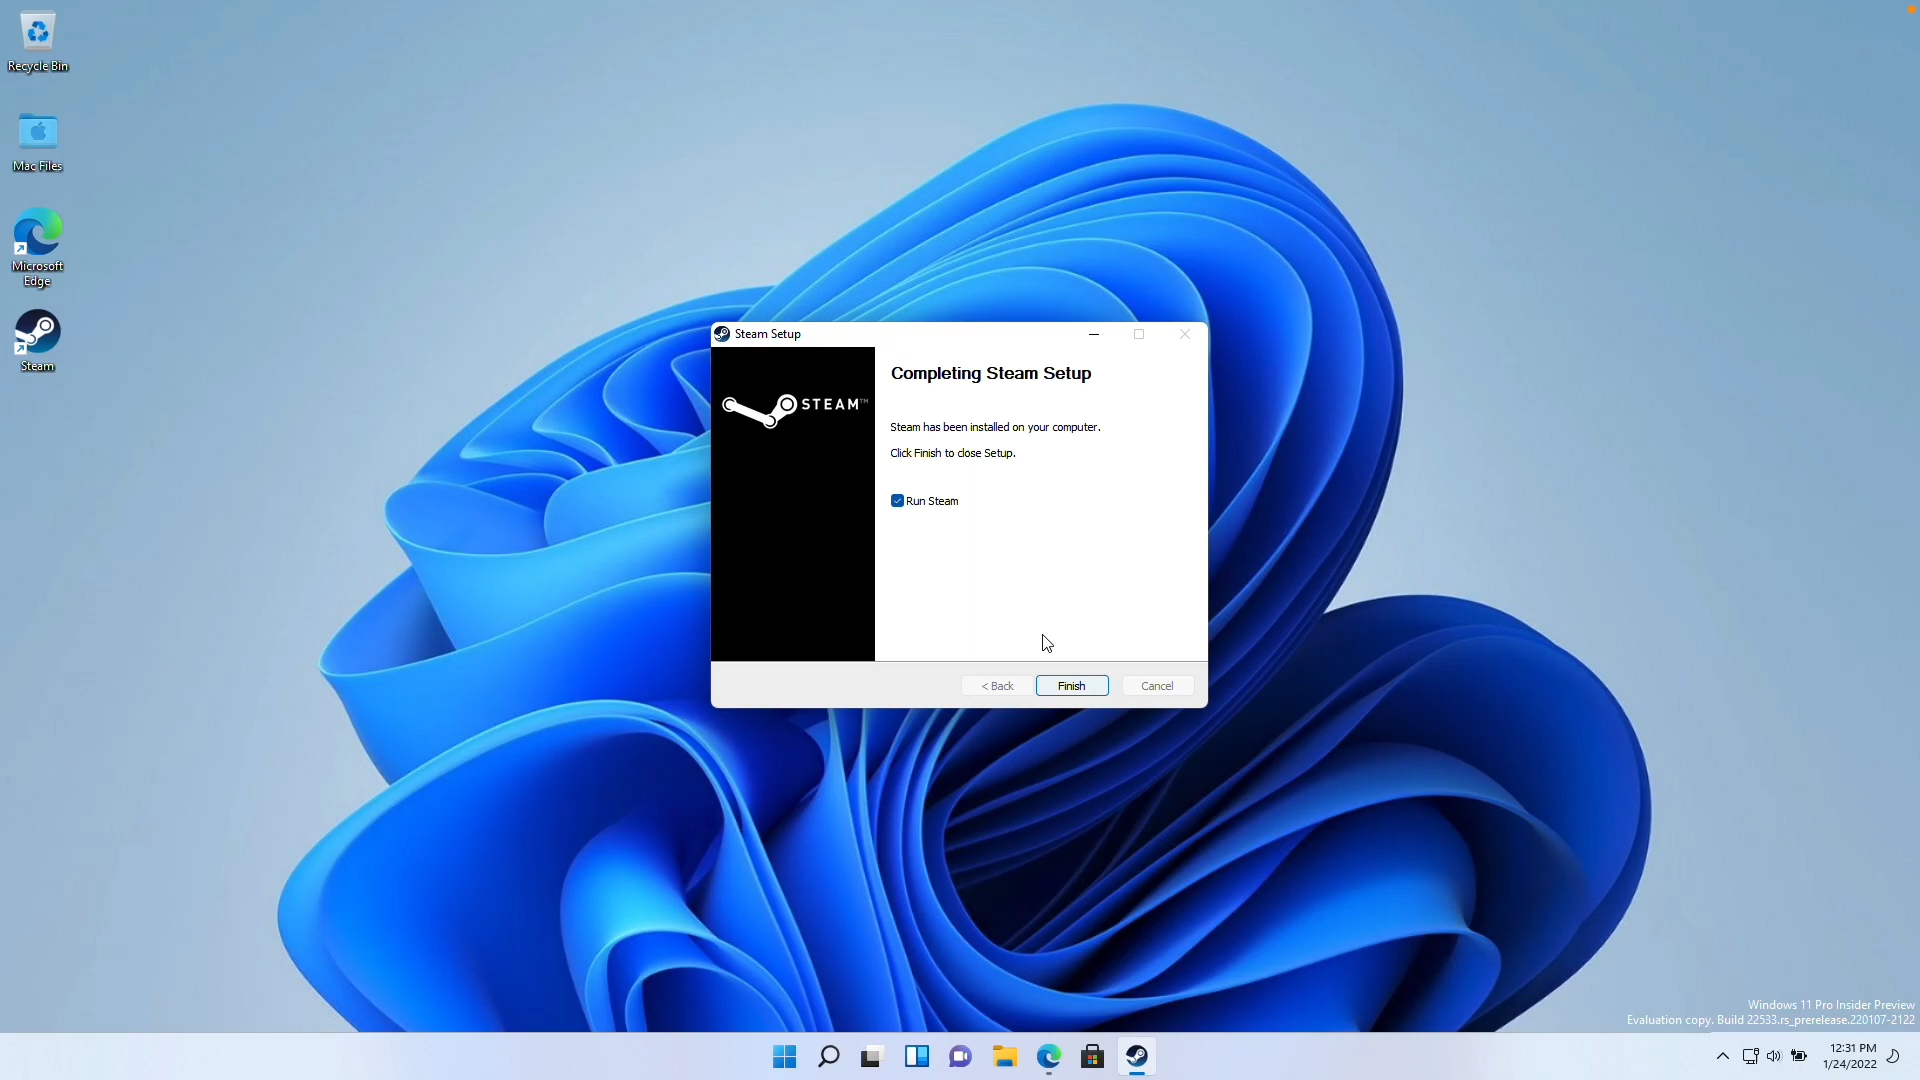 Recycle Bin
Mac Files
Microsoft
Edge
Steam
Steam Setup
STEAM™
Completing Steam Setup
Steam has been installed on your computer.
Click Finish to close Setup.
Run Steam
< Back
Finish
Cancel
Windows 11 Pro Insider Preview
Evaluation copy. Build 22533.rs_prerelease.220107-2122
12:31 PM
1/24/2022